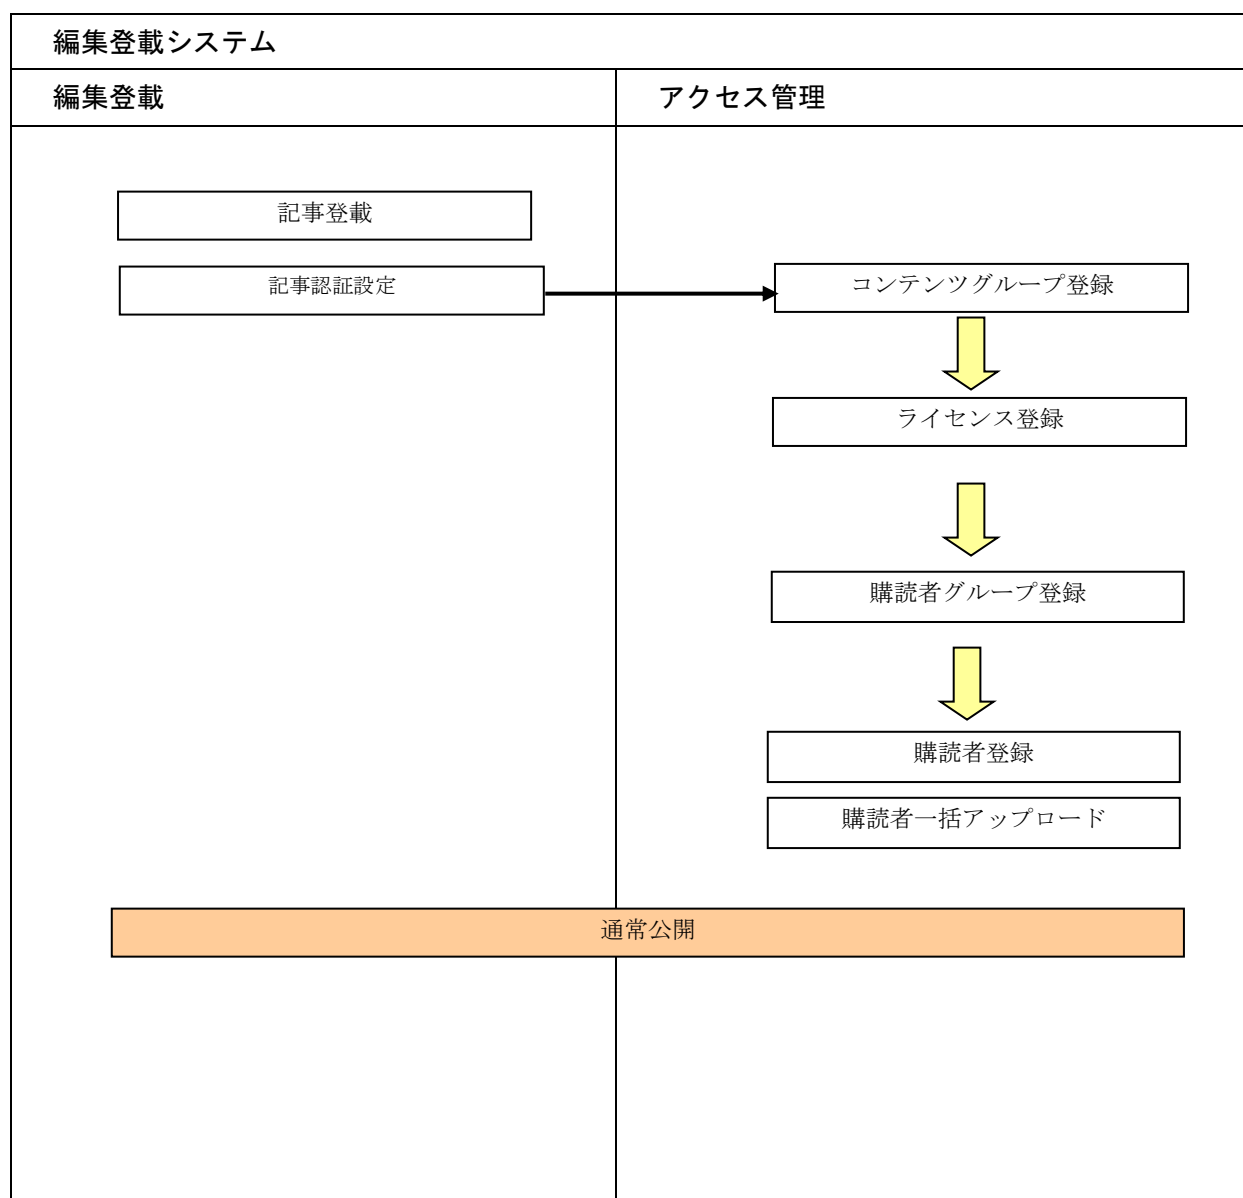 編集登載システム
編集登載
アクセス管理
記事登載
記事認証設定
コンテンツグループ登録
ライセンス登録
購読者グループ登録
購読者登録
購読者一括アップロード
通常公開